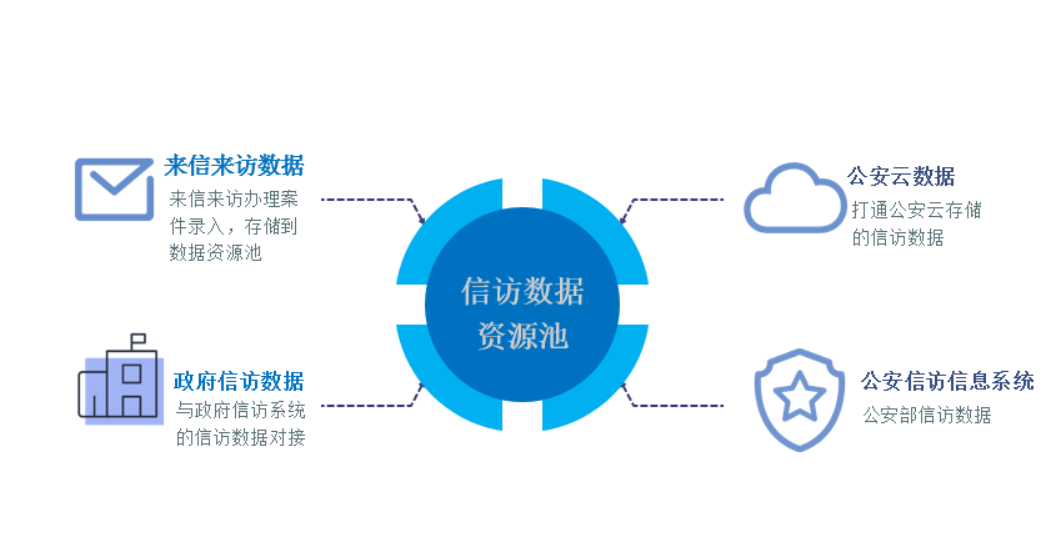 来信来访数据
来信来访办理案
件录入，存储到
数据资源池
政府信访数据
与政府信访系统
的信访数据对接
信访数据
资源池
公安云数据
打通公安云存储
的信访数据
公安信访信息系统
公安部信访数据